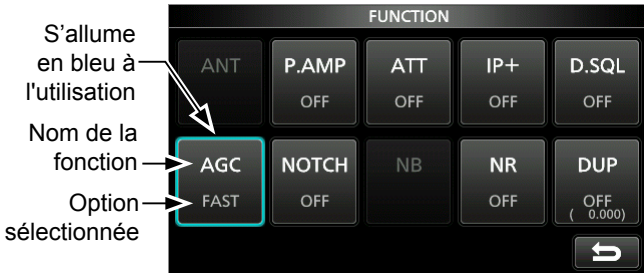 FUNCTION
S’allume
en bleu à
l'utilisation
Nom de la
fonction
Option
sélectionnée
ANT
P.AMP
OFF
ATT
OFF
IP+
OFF
D.SQL
OFF
AGC
FAST
NOTCH
OFF
NB
NR
OFF
DUP
OFF
( 0.000)